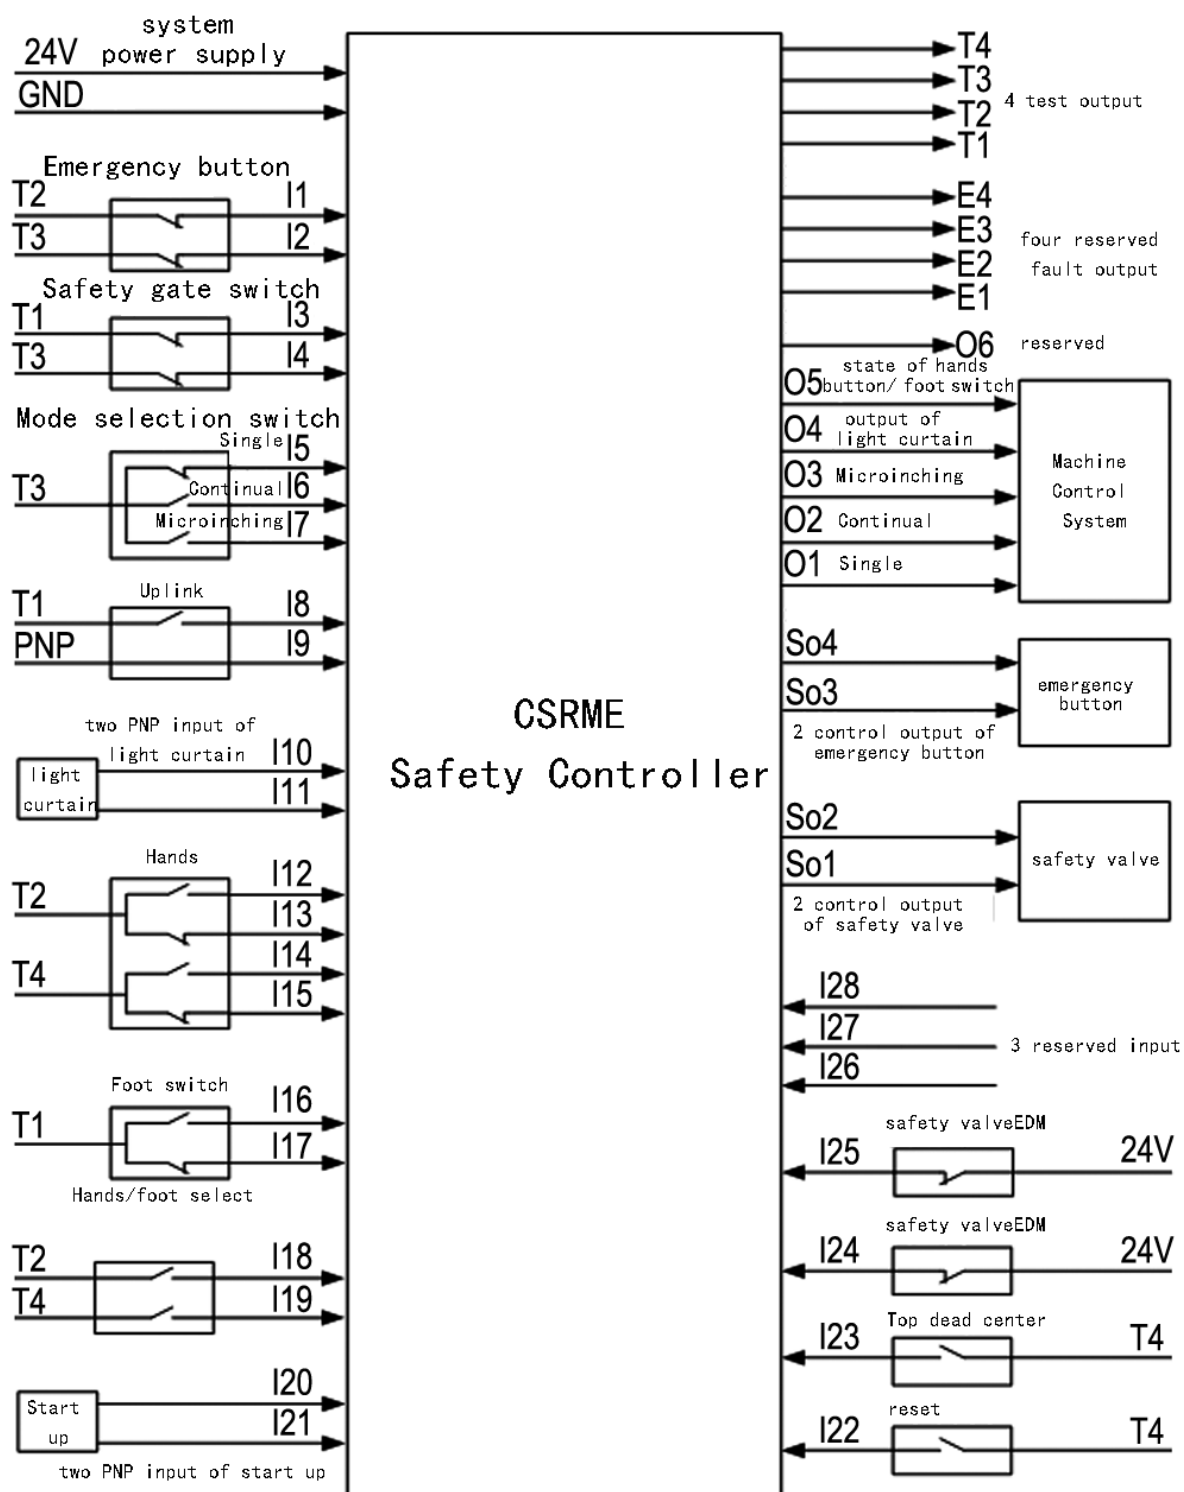 system
24V power supply
GND
Emergency button
T2 I1
T3 I2
Safety gate switch
T1 I3
T3 I4
Mode selection switch
Single I5
T3 Continual I6
Microinching I7
Uplink
T1 I8
PNP I9
two PNP input of
light curtain I10
light
curtain I11
Hands
I12
T2 I13
I14
T4 I15
Foot switch
I16
T1 I17
Hands/foot select
T2 I18
T4 I19
I20
Start
up I21
two PNP input of start up
CSRME
Safety Controller
T4
T3
4 test output
T2
T1
E4
E3
four reserved
fault output
E2
E1
O6 reserved
state of hands
O5 button/ foot switch
output of
O4 light curtain
O3 Microinching
O2 Continual
O1 Single
Machine
Control
System
So4
So3
2 control output of
emergency button
emergency
button
So2
So1
2 control output
of safety valve
safety valve
I28
I27
3 reserved input
I26
safety valveEDM
I25 24V
safety valveEDM
I24 24V
Top dead center
I23 T4
reset
I22 T4